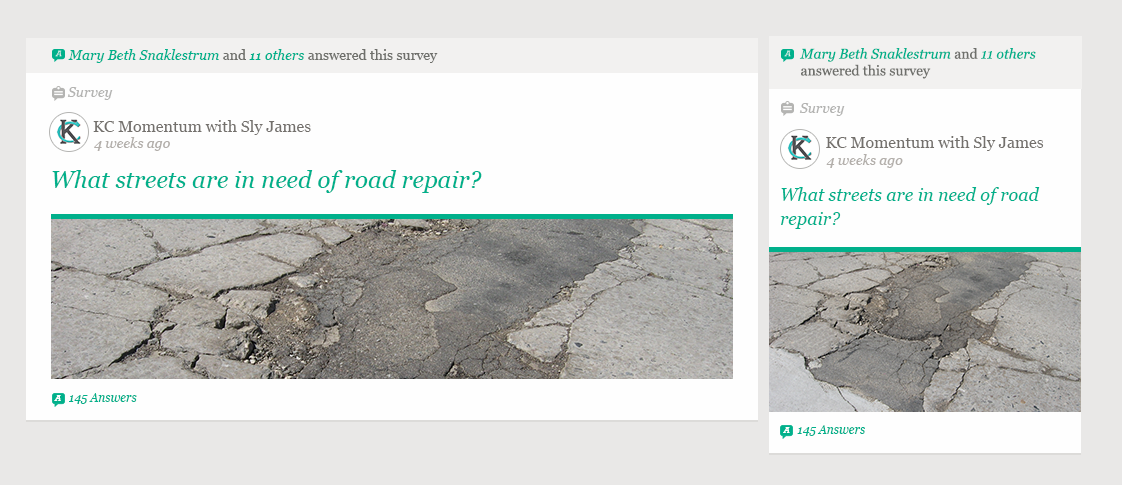 Mary Beth Snaklestrum and 11 others answered this survey
Survey
KC
KC Momentum with Sly James
4 weeks ago
What streets are in need of road repair?
A 145 Answers
Mary Beth Snaklestrum and 11 others
answered this survey
Survey
KC
KC Momentum with Sly James
4 weeks ago
What streets are in need of road
repair?
A 145 Answers